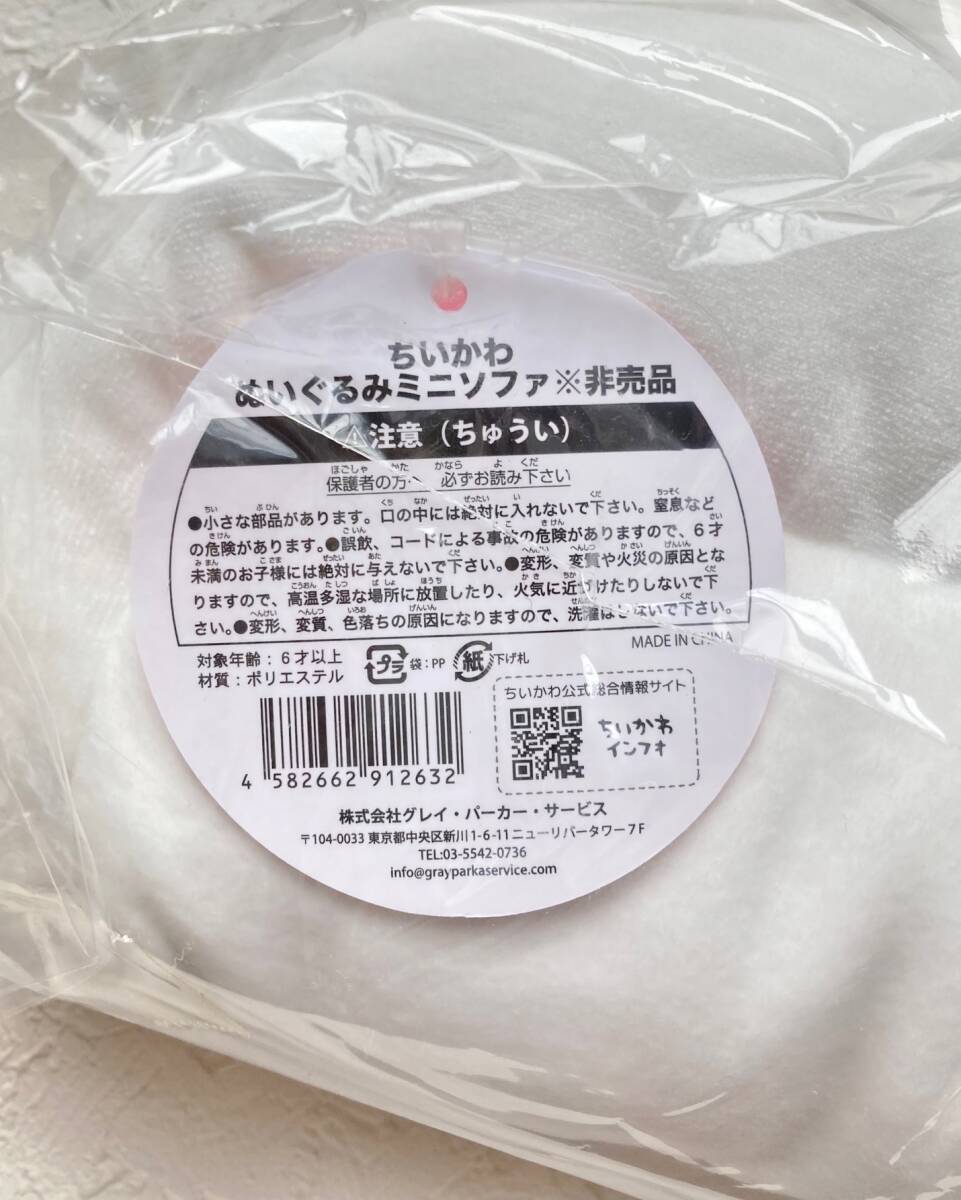 ちいかわ
ぬいぐるみミニソファ※非売品
⚠注意（ちゅうい）
保護者の方へ 必ずお読み下さい
●小さな部品があります。口の中には絶対に入れないで下さい。窒息など
の危険があります。●誤飲、コードによる事故の危険がありますので、6才
未満のお子様には絶対に与えないで下さい。●変形、変質や火災の原因とな
りますので、高温多湿な場所に放置したり、火気に近づけたりしないで下
さい。●変形、変質、色落ちの原因になりますので、洗濯はしないで下さい。
MADE IN CHINA
対象年齢：6才以上
材質：ポリエステル
プラ 袋：PP 紙 下げ札
ちいかわ公式総合情報サイト
ちいかわ
インフォ
4 582662 912632
株式会社グレイ・パーカー・サービス
〒104-0033 東京都中央区新川1-6-11ニューリバータワー7F
TEL:03-5542-0736
info@grayparkaservice.com